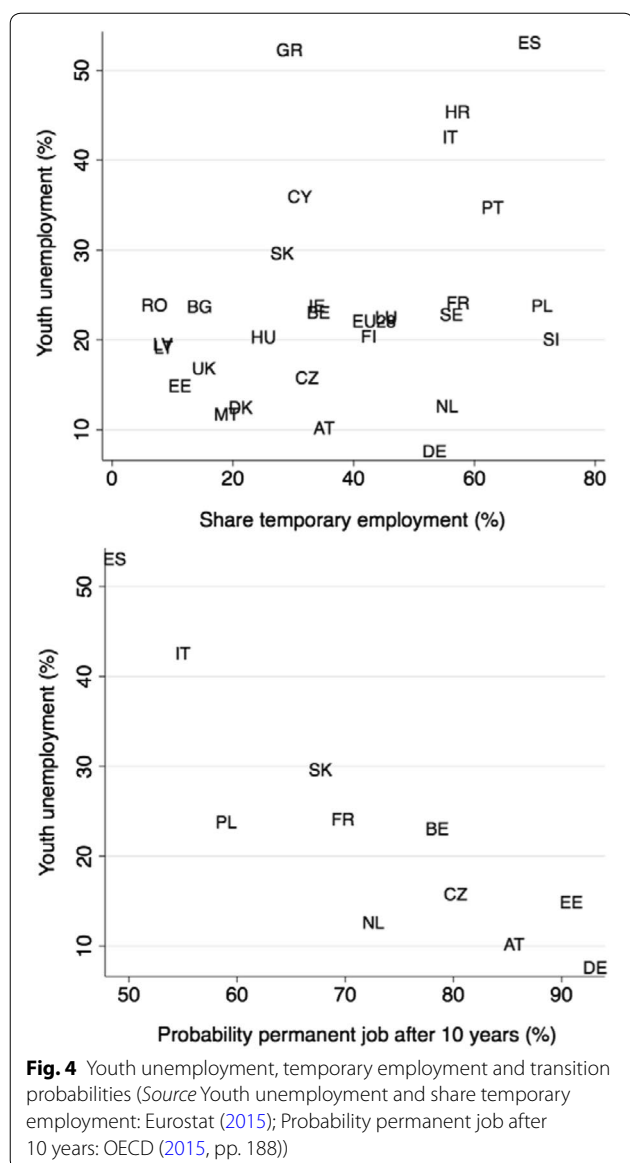 Youth unemployment (%)
50
40
30
20
10
GR
ES
HR
IT
CY
PT
SK
RO
BG
IE
BE
EU28
LU
FR
SE
PL
LV
LT
HU
FI
SI
UK
EE
CZ
MT
DK
AT
NL
DE
0 20 40 60 80
Share temporary employment (%)
Youth unemployment (%)
50
40
30
20
10
ES
IT
SK
PL
FR
BE
CZ
EE
NL
AT
DE
50 60 70 80 90
Probability permanent job after 10 years (%)
Fig. 4 Youth unemployment, temporary employment and transition
probabilities (Source Youth unemployment and share temporary
employment: Eurostat (2015); Probability permanent job after
10 years: OECD (2015, pp. 188))